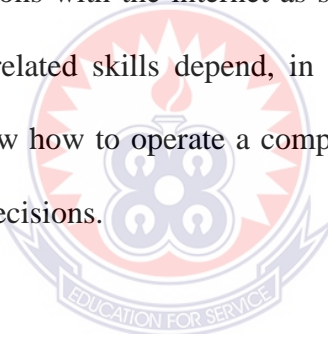 ons with the internet as s
related skills depend, in
w how to operate a comp
ecisions.
EDUCATION FOR SERVICE